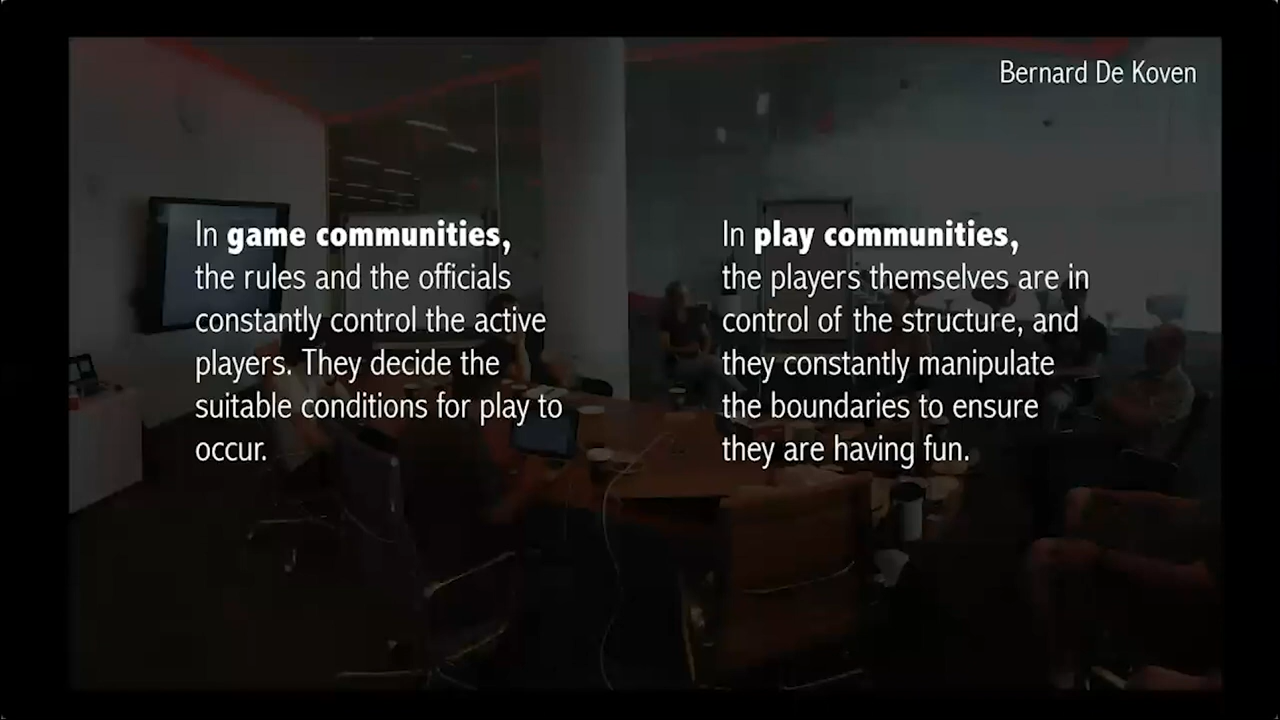 Bernard De Koven
In game communities,
the rules and the officials
constantly control the active
players. They decide the
suitable conditions for play to
occur.
In play communities,
the players themselves are in
control of the structure, and
they constantly manipulate
the boundaries to ensure
they are having fun.